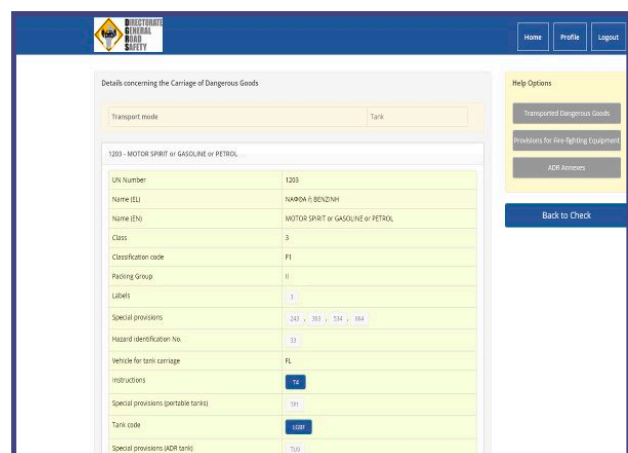 DIRECTORATE
GENERAL
ROAD
SAFETY
Home Profile Logout
Details concerning the Carriage of Dangerous Goods
Transport mode Tank
1203 - MOTOR SPIRIT or GASOLINE or PETROL
UN Number 1203
Name (EL) ΝΑΦΘΑ ή ΒΕΝΖΙΝΗ
Name (EN) MOTOR SPIRIT or GASOLINE or PETROL
Class 3
Classification code F1
Packing Group II
Labels 3
Special provisions 243 , 363 , 534 , 664
Hazard identification No. 33
Vehicle for tank carriage FL
Instructions T4
Special provisions (portable tanks) TP1
Tank code LGBF
Special provisions (ADR tank) TU9
Help Options
Transported Dangerous Goods
Provisions for Fire-fighting Equipment
ADR Annexes
Back to Check